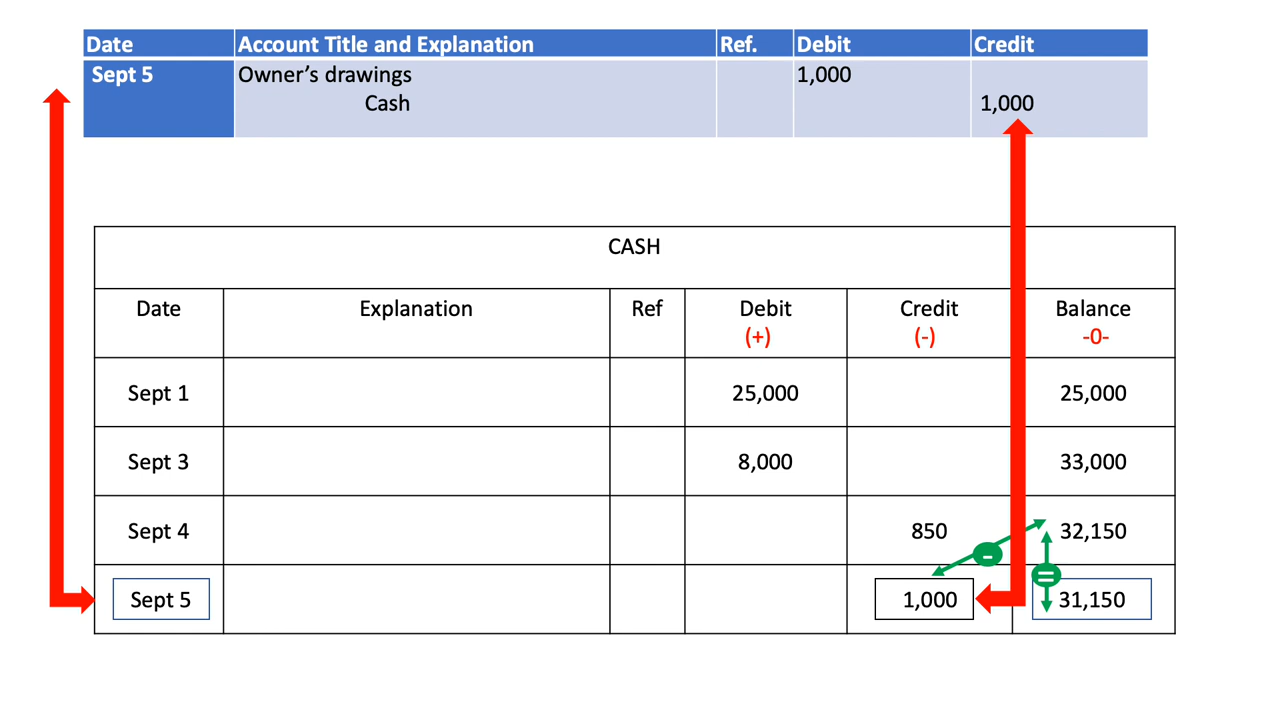 Date Account Title and Explanation Ref. Debit Credit
Sept 5 Owner’s drawings 1,000
Cash 1,000
CASH
Date Explanation Ref Debit Credit Balance
(+) (-) -0-
Sept 1 25,000 25,000
Sept 3 8,000 33,000
Sept 4 850 32,150
-
=
Sept 5 1,000 31,150